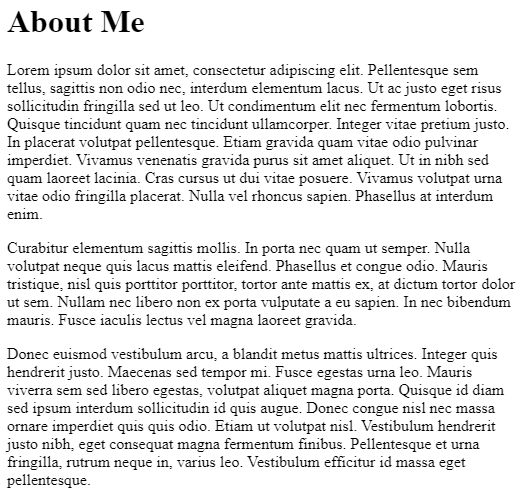 About Me
Lorem ipsum dolor sit amet, consectetur adipiscing elit. Pellentesque sem
tellus, sagittis non odio nec, interdum elementum lacus. Ut ac justo eget risus
sollicitudin fringilla sed ut leo. Ut condimentum elit nec fermentum lobortis.
Quisque tincidunt quam nec tincidunt ullamcorper. Integer vitae pretium justo.
In placerat volutpat pellentesque. Etiam gravida quam vitae odio pulvinar
imperdiet. Vivamus venenatis gravida purus sit amet aliquet. Ut in nibh sed
quam laoreet lacinia. Cras cursus ut dui vitae posuere. Vivamus volutpat urna
vitae odio fringilla placerat. Nulla vel rhoncus sapien. Phasellus at interdum
enim.
Curabitur elementum sagittis mollis. In porta nec quam ut semper. Nulla
volutpat neque quis lacus mattis eleifend. Phasellus et congue odio. Mauris
tristique, nisl quis porttitor porttitor, tortor ante mattis ex, at dictum tortor dolor
ut sem. Nullam nec libero non ex porta vulputate a eu sapien. In nec bibendum
mauris. Fusce iaculis lectus vel magna laoreet gravida.
Donec euismod vestibulum arcu, a blandit metus mattis ultrices. Integer quis
hendrerit justo. Maecenas sed tempor mi. Fusce egestas urna leo. Mauris
viverra sem sed libero egestas, volutpat aliquet magna porta. Quisque id diam
sed ipsum interdum sollicitudin id quis augue. Donec congue nisl nec massa
ornare imperdiet quis quis odio. Etiam ut volutpat nisl. Vestibulum hendrerit
justo nibh, eget consequat magna fermentum finibus. Pellentesque et urna
fringilla, rutrum neque in, varius leo. Vestibulum efficitur id massa eget
pellentesque.